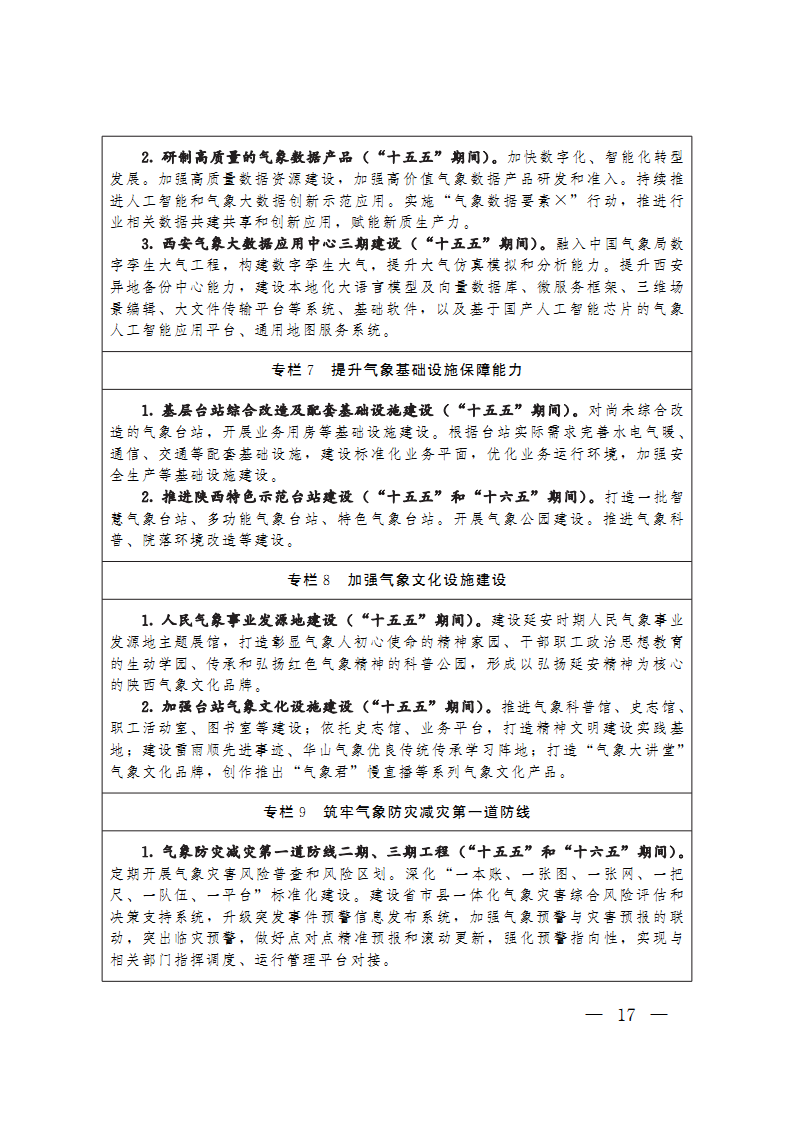 2. 研制高质量的气象数据产品（“十五五”期间）。加快数字化、智能化转型
发展。加强高质量数据资源建设，加强高价值气象数据产品研发和准入。持续推
进人工智能和气象大数据创新示范应用。实施“气象数据要素×”行动，推进行
业相关数据共建共享和创新应用，赋能新质生产力。
3. 西安气象大数据应用中心三期建设（“十五五”期间）。融入中国气象局数
字孪生大气工程，构建数字孪生大气，提升大气仿真模拟和分析能力。提升西安
异地备份中心能力，建设本地化大语言模型及向量数据库、微服务框架、三维场
景编辑、大文件传输平台等系统、基础软件，以及基于国产人工智能芯片的气象
人工智能应用平台、通用地图服务系统。
专栏7 提升气象基础设施保障能力
1. 基层台站综合改造及配套基础设施建设（“十五五”期间）。对尚未综合改
造的气象台站，开展业务用房等基础设施建设。根据台站实际需求完善水电气暖、
通信、交通等配套基础设施，建设标准化业务平面，优化业务运行环境，加强安
全生产等基础设施建设。
2. 推进陕西特色示范台站建设（“十五五”和“十六五”期间）。打造一批智
慧气象台站、多功能气象台站、特色气象台站。开展气象公园建设。推进气象科
普、院落环境改造等建设。
专栏8 加强气象文化设施建设
1. 人民气象事业发源地建设（“十五五”期间）。建设延安时期人民气象事业
发源地主题展馆，打造彰显气象人初心使命的精神家园、干部职工政治思想教育
的生动学园、传承和弘扬红色气象精神的科普公园，形成以弘扬延安精神为核心
的陕西气象文化品牌。
2. 加强台站气象文化设施建设（“十五五”期间）。推进气象科普馆、史志馆、
职工活动室、图书室等建设；依托史志馆、业务平台，打造精神文明建设实践基
地；建设雷雨顺先进事迹、华山气象优良传统传承学习阵地；打造“气象大讲堂”
气象文化品牌，创作推出“气象君”慢直播等系列气象文化产品。
专栏9 筑牢气象防灾减灾第一道防线
1. 气象防灾减灾第一道防线二期、三期工程（“十五五”和“十六五”期间）。
定期开展气象灾害风险普查和风险区划。深化“一本账、一张图、一张网、一把
尺、一队伍、一平台”标准化建设。建设省市县一体化气象灾害综合风险评估和
决策支持系统，升级突发事件预警信息发布系统，加强气象预警与灾害预报的联
动，突出临灾预警，做好点对点精准预报和滚动更新，强化预警指向性，实现与
相关部门指挥调度、运行管理平台对接。
— 17 —